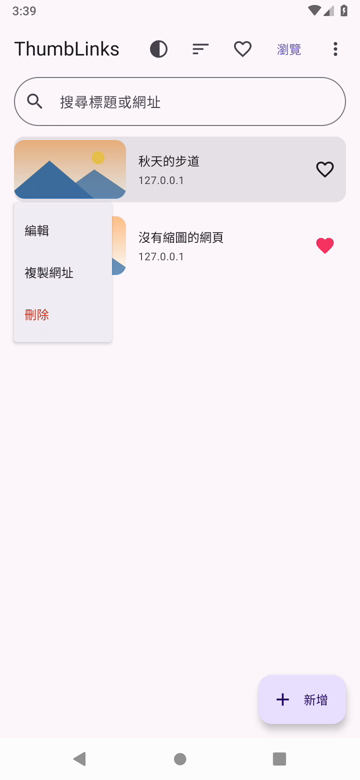 3:39
ThumbLinks
瀏覽
搜尋標題或網址
秋天的步道
127.0.0.1
沒有縮圖的網頁
127.0.0.1
編輯
複製網址
刪除
新增